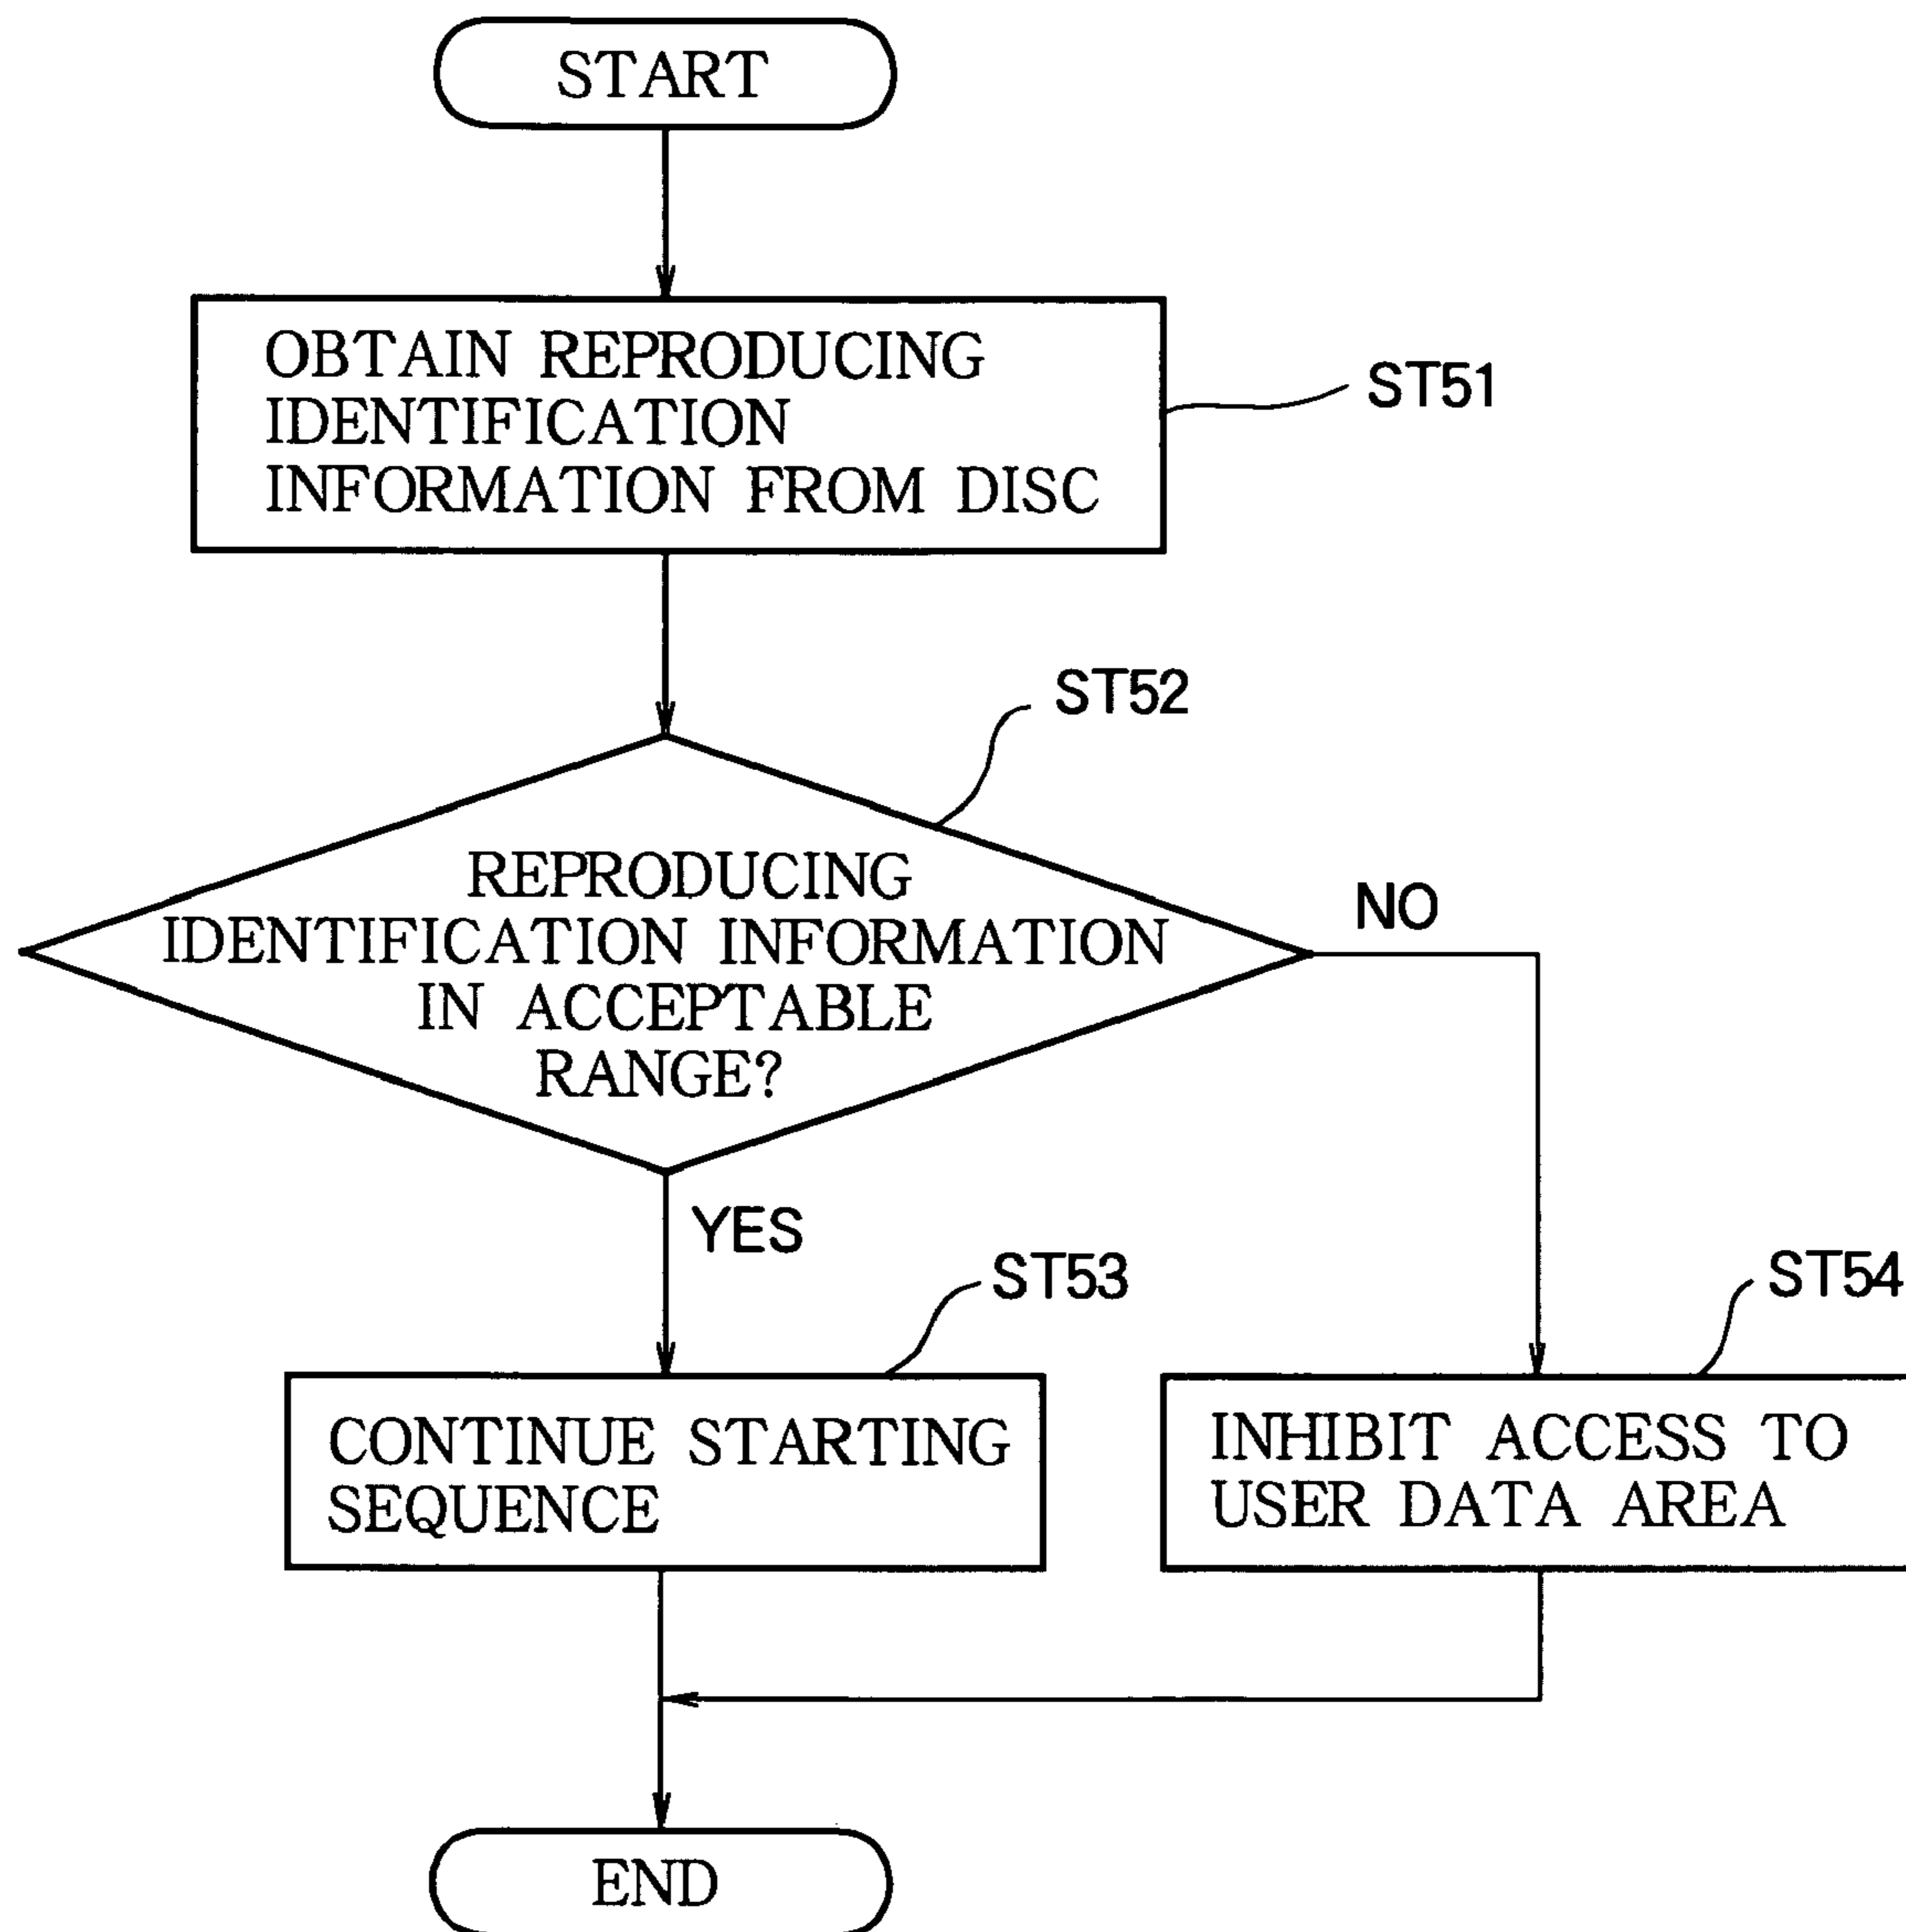 START
OBTAIN REPRODUCING
IDENTIFICATION
INFORMATION FROM DISC
ST51
ST52
REPRODUCING
IDENTIFICATION INFORMATION
IN ACCEPTABLE
RANGE?
NO
YES
ST53
ST54
CONTINUE STARTING
SEQUENCE
INHIBIT ACCESS TO
USER DATA AREA
END